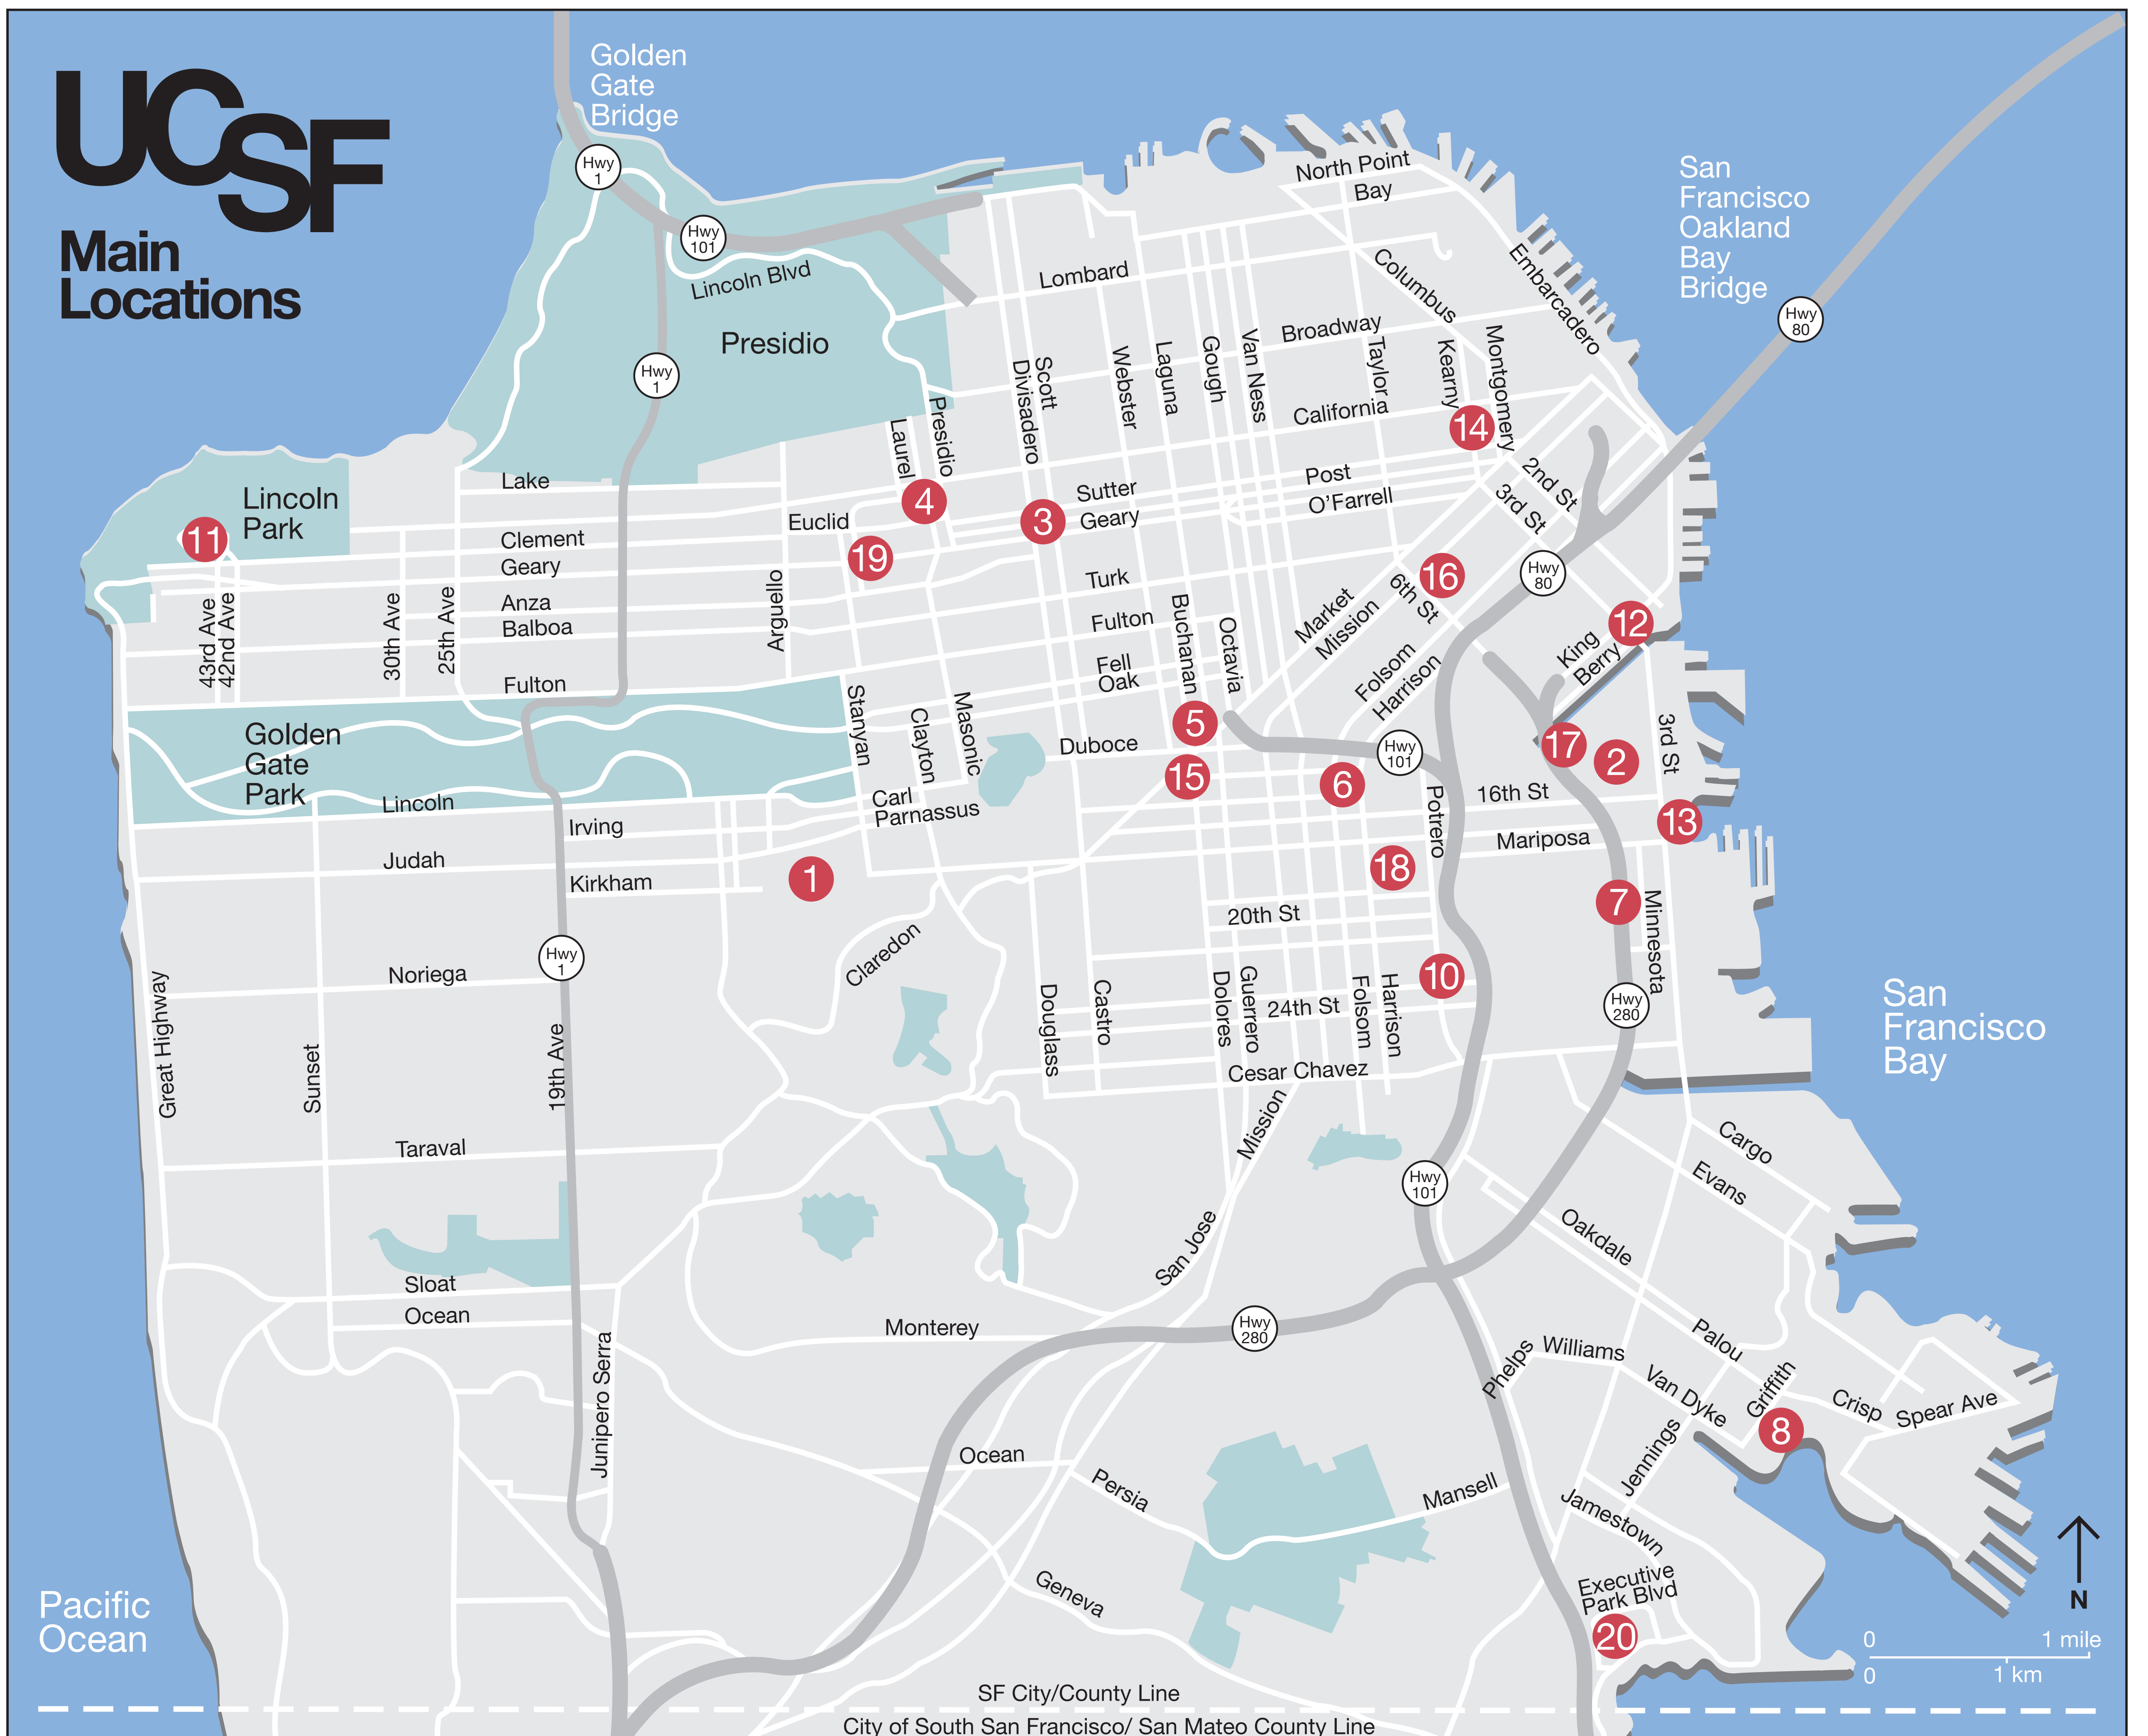 UCSF
Main
Locations
Golden
Gate
Bridge
Hwy
1
Hwy
101
Lincoln Blvd
Presidio
Hwy
1
San
Francisco
Oakland
Bay
Bridge
Hwy
80
North Point
Bay
Columbus
Embarcadero
Lombard
Broadway
Scott
Divisadero
Webster
Laguna
Gough
Van Ness
Taylor
Kearny
Montgomery
California
14
Laurel
Presidio
Lincoln
Park
11
Lake
Euclid
Clement
Geary
Anza
Balboa
Fulton
4
3
19
Sutter
Geary
Post
O'Farrell
2nd St
3rd St
Turk
Fulton
Fell
Oak
43rd Ave
42nd Ave
30th Ave
25th Ave
Arguello
Buchanan
Octavia
Market
Mission
6th St
16
Hwy
80
Folsom
Harrison
12
King
Berry
Golden
Gate
Park
Stanyan
Clayton
Masonic
Duboce
5
15
6
Hwy
101
17
2
3rd St
13
Lincoln
Irving
Judah
Kirkham
Carl
Parnassus
1
Potrero
16th St
Mariposa
18
7
Minnesota
20th St
10
Claredon
Hwy
1
Noriega
Great Highway
Sunset
19th Ave
Douglass
Castro
Dolores
Guerrero
24th St
Folsom
Harrison
Hwy
280
San
Francisco
Bay
Cesar Chavez
Mission
Taraval
Cargo
Evans
Hwy
101
San Jose
Oakdale
Sloat
Ocean
Junipero Serra
Monterey
Hwy
280
Phelps
Williams
Palou
Van Dyke
Griffith
8
Crisp
Spear Ave
Jennings
Jamestown
Ocean
Persia
Mansell
Geneva
Executive
Park Blvd
20
Pacific
Ocean
N
0
1 mile
0
1 km
SF City/County Line
City of South San Francisco/ San Mateo County Line